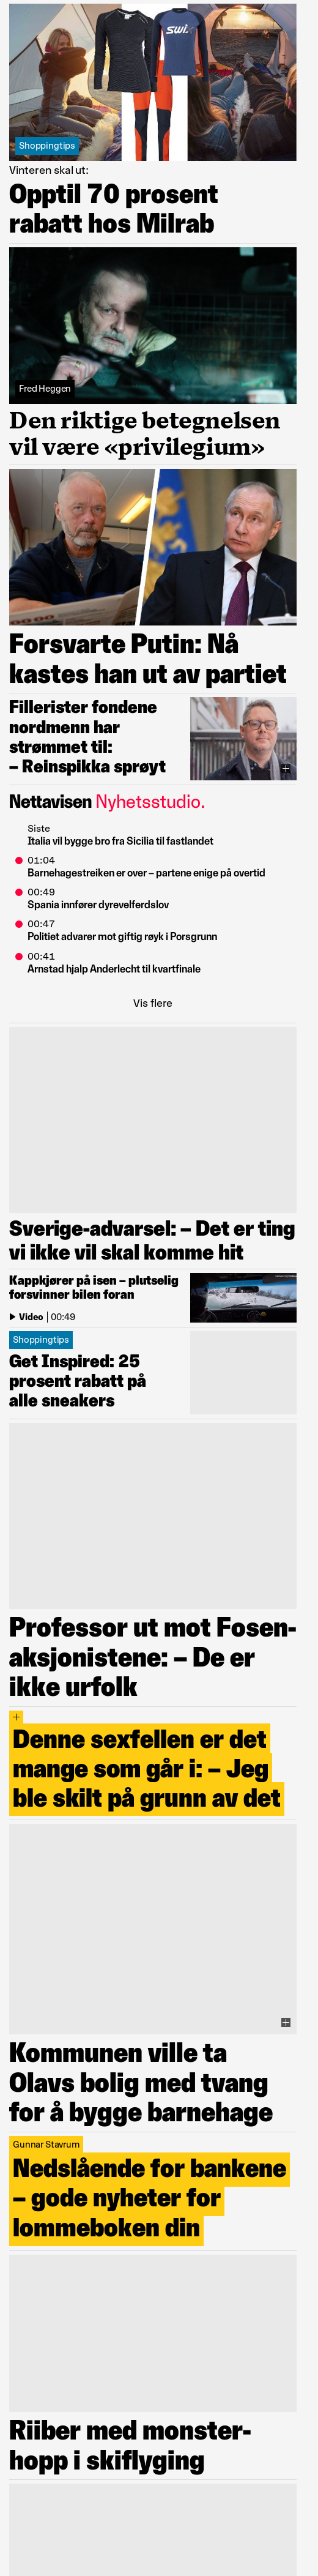 SWIX
Shoppingtips
Vinteren skal ut:
Opptil 70 prosent
rabatt hos Milrab
Fred Heggen
Den riktige betegnelsen
vil være «privilegium»
Forsvarte Putin: Nå
kastes han ut av partiet
Fillerister fondene
nordmenn har
strømmet til:
– Reinspikka sprøyt
Nettavisen Nyhetsstudio.
Siste
Italia vil bygge bro fra Sicilia til fastlandet
01:04
Barnehagestreiken er over – partene enige på overtid
00:49
Spania innfører dyrevelferdslov
00:47
Politiet advarer mot giftig røyk i Porsgrunn
00:41
Arnstad hjalp Anderlecht til kvartfinale
Vis flere
Sverige-advarsel: – Det er ting
vi ikke vil skal komme hit
Kappkjører på isen – plutselig
forsvinner bilen foran
Video | 00:49
Shoppingtips
Get Inspired: 25
prosent rabatt på
alle sneakers
Professor ut mot Fosen-
aksjonistene: – De er
ikke urfolk
+
Denne sexfellen er det
mange som går i: – Jeg
ble skilt på grunn av det
Kommunen ville ta
Olavs bolig med tvang
for å bygge barnehage
Gunnar Stavrum
Nedslående for bankene
– gode nyheter for
lommeboken din
Riiber med monster-
hopp i skiflyging